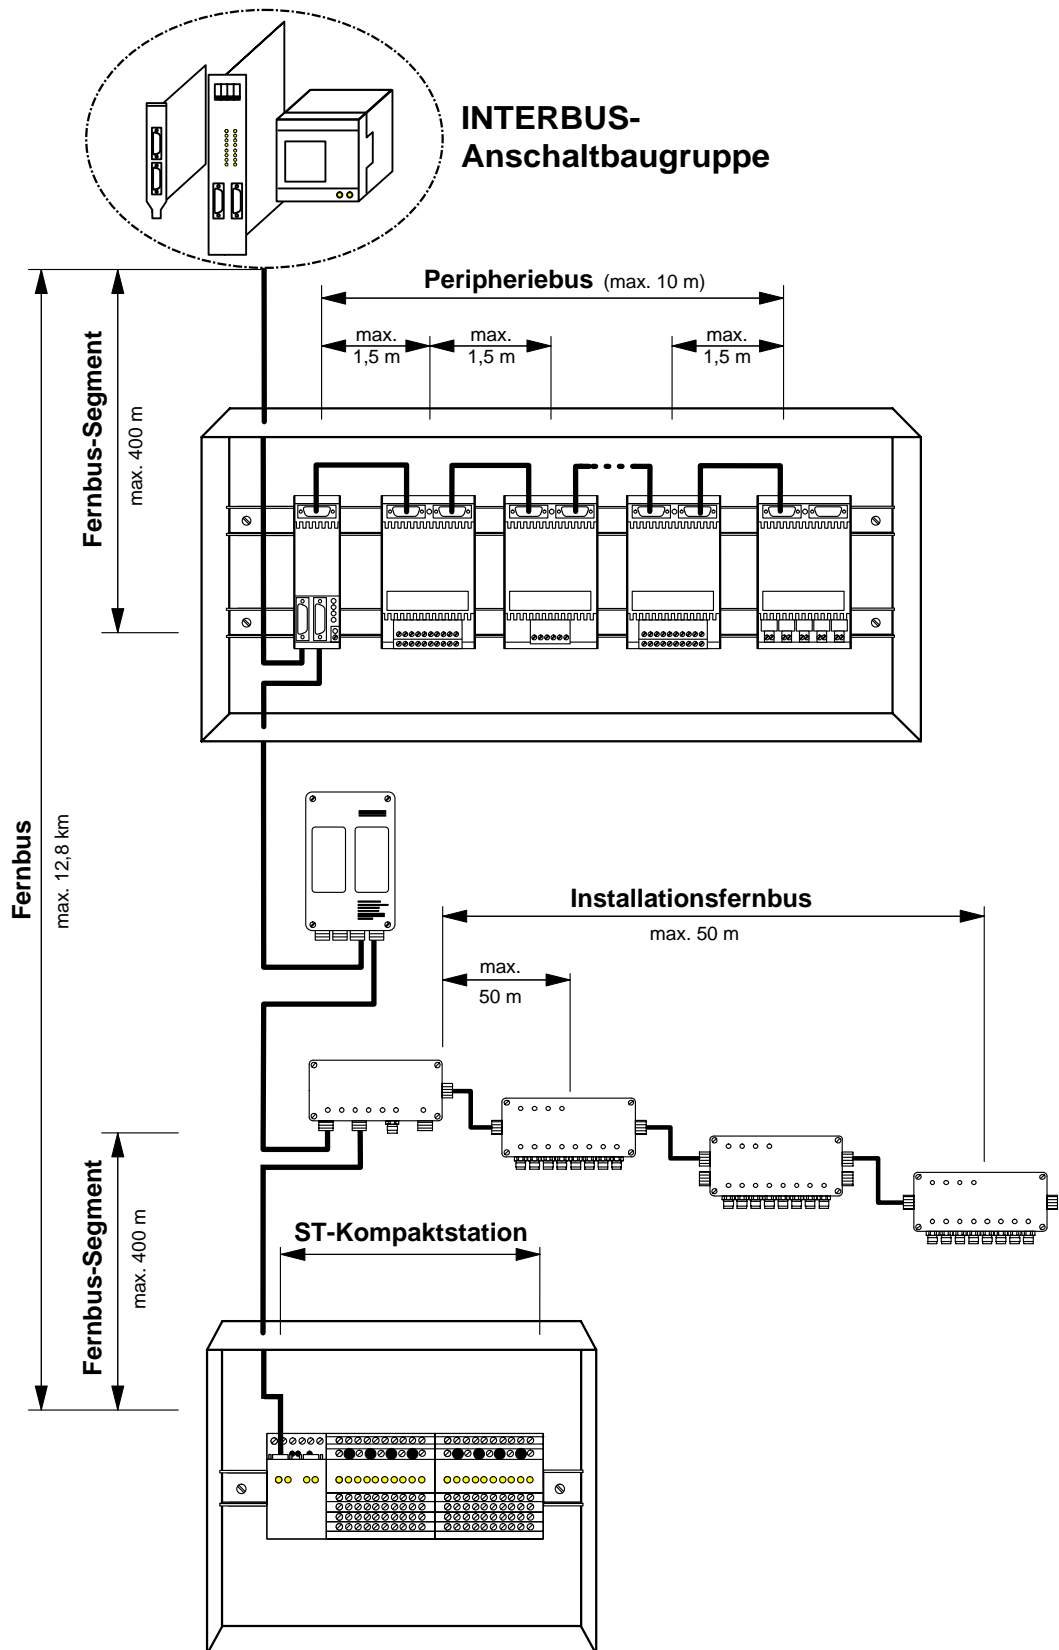 INTERBUS-
Anschaltbaugruppe
Peripheriebus (max. 10 m)
max.
1,5 m
max.
1,5 m
max.
1,5 m
Fernbus-Segment
max. 400 m
Fernbus
max. 12,8 km
Installationsfernbus
max. 50 m
max.
50 m
Fernbus-Segment
max. 400 m
ST-Kompaktstation